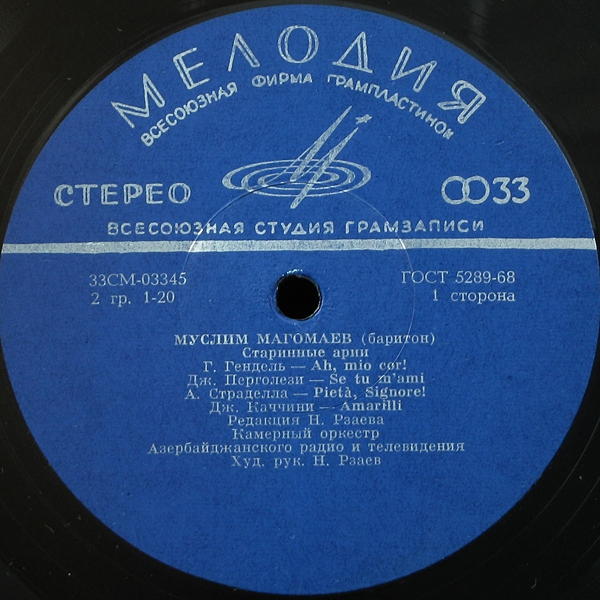 МЕЛОДИЯ
ВСЕСОЮЗНАЯ ФИРМА ГРАМПЛАСТИНОК
СТЕРЕО 33
ВСЕСОЮЗНАЯ СТУДИЯ ГРАМЗАПИСИ
33СМ-03345 ГОСТ 5289-68
2 гр. 1-20 1 сторона
МУСЛИМ МАГОМАЕВ (баритон)
Старинные арии
Г. Гендель — Ah, mio cor!
Дж. Перголези — Se tu m'ami
А. Страделла — Pietà, Signore!
Дж. Каччини — Amarilli
Редакция Н. Рзаева
Камерный оркестр
Азербайджанского радио и телевидения
Худ. рук. Н. Рзаев